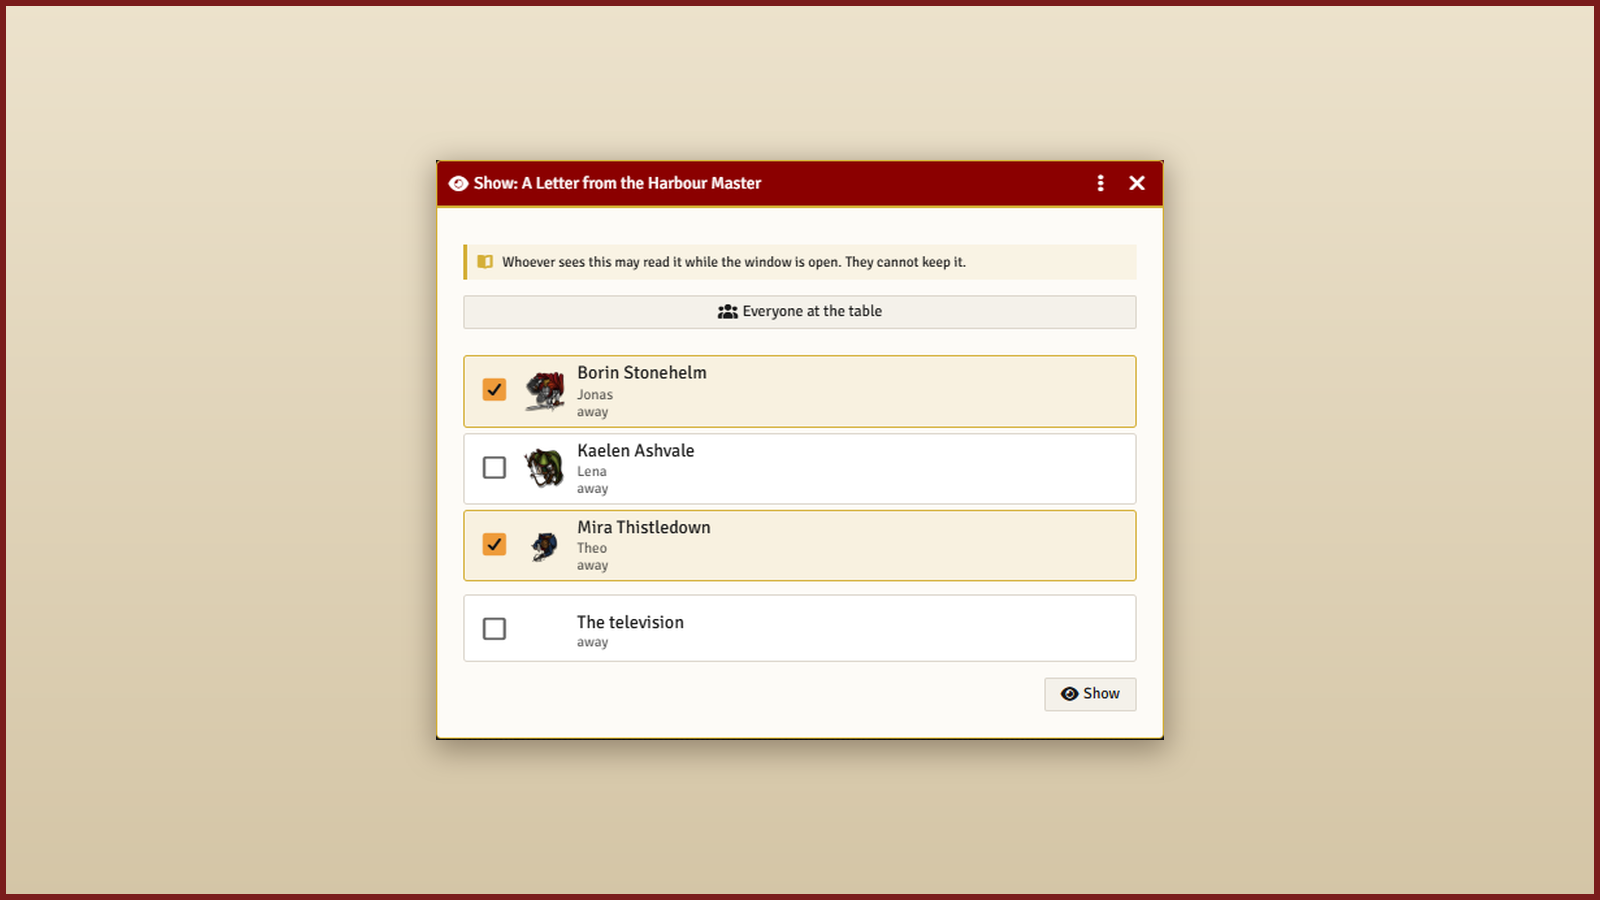 Show: A Letter from the Harbour Master
Whoever sees this may read it while the window is open. They cannot keep it.
Everyone at the table
Borin Stonehelm
Jonas
away
Kaelen Ashvale
Lena
away
Mira Thistledown
Theo
away
The television
away
Show